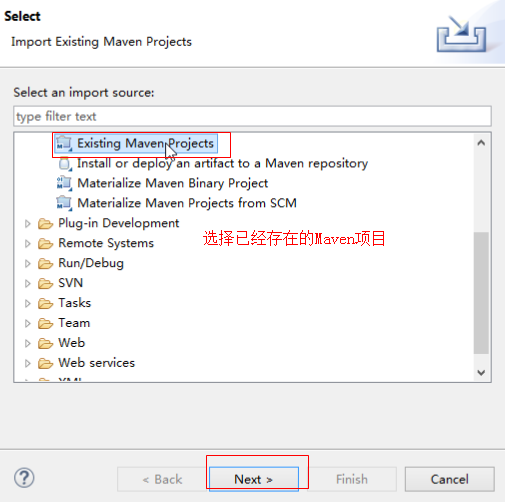 Select
Import Existing Maven Projects
Select an import source:
type filter text
Existing Maven Projects
Install or deploy an artifact to a Maven repository
Materialize Maven Binary Project
Materialize Maven Projects from SCM
Plug-in Development
Remote Systems
选择已经存在的Maven项目
Run/Debug
SVN
Tasks
Team
Web
Web services
XML
< Back
Next >
Finish
Cancel